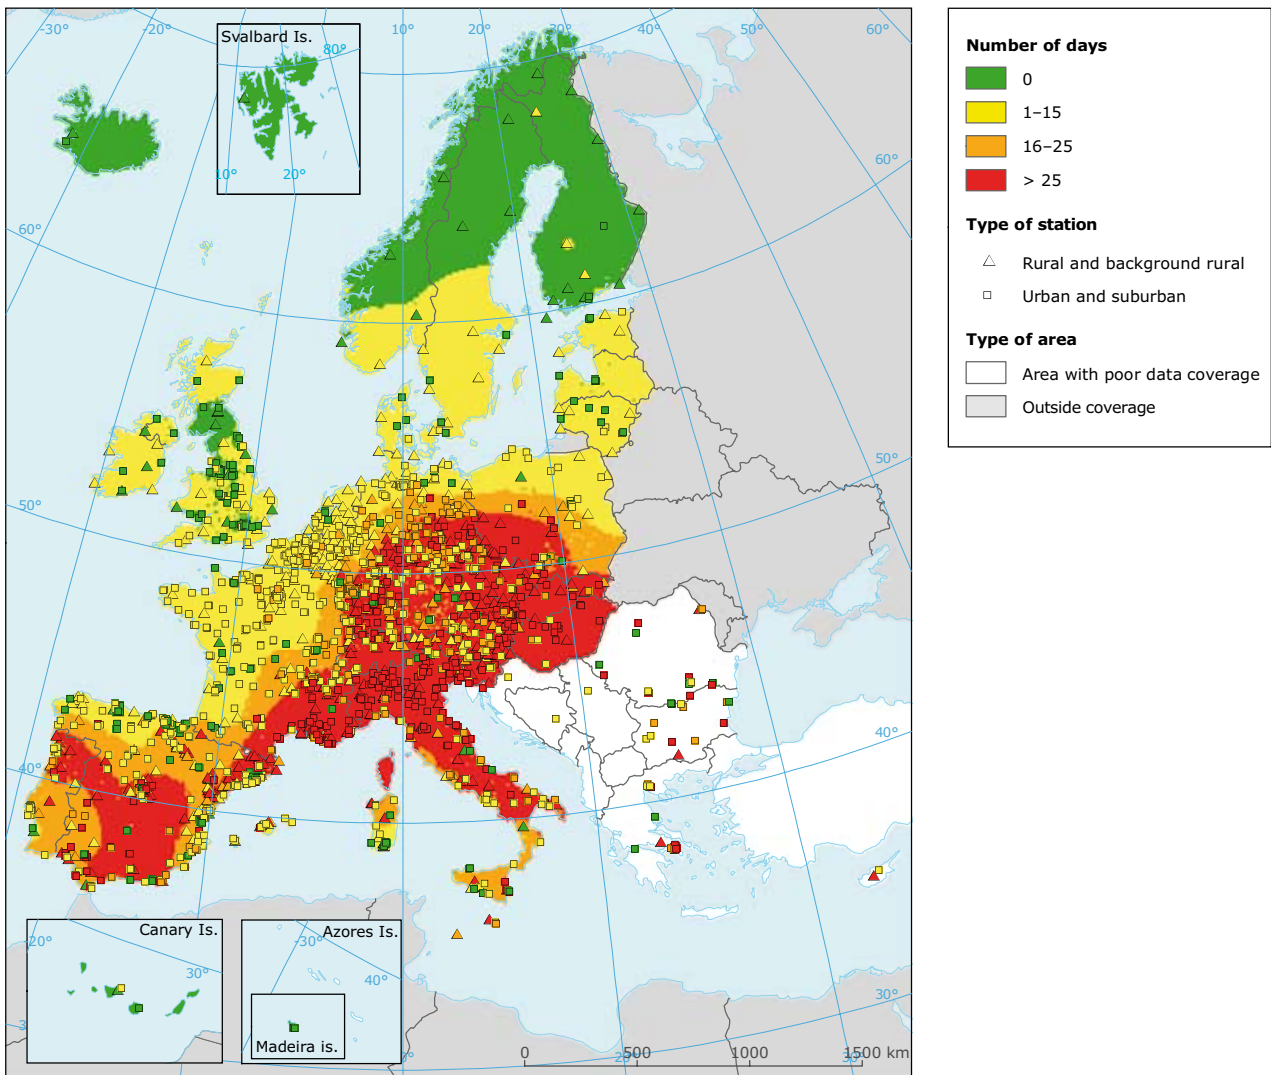 -30°
-20°
10°
20°
30°
40°
50°
60°
Svalbard Is.
80°
10°
20°
60°
60°
50°
50°
40°
40°
30°
Canary Is.
20°
30°
Azores Is.
-30°
40°
Madeira is.
0
500
1000
1500 km
Number of days
0
1–15
16–25
> 25
Type of station
Rural and background rural
Urban and suburban
Type of area
Area with poor data coverage
Outside coverage